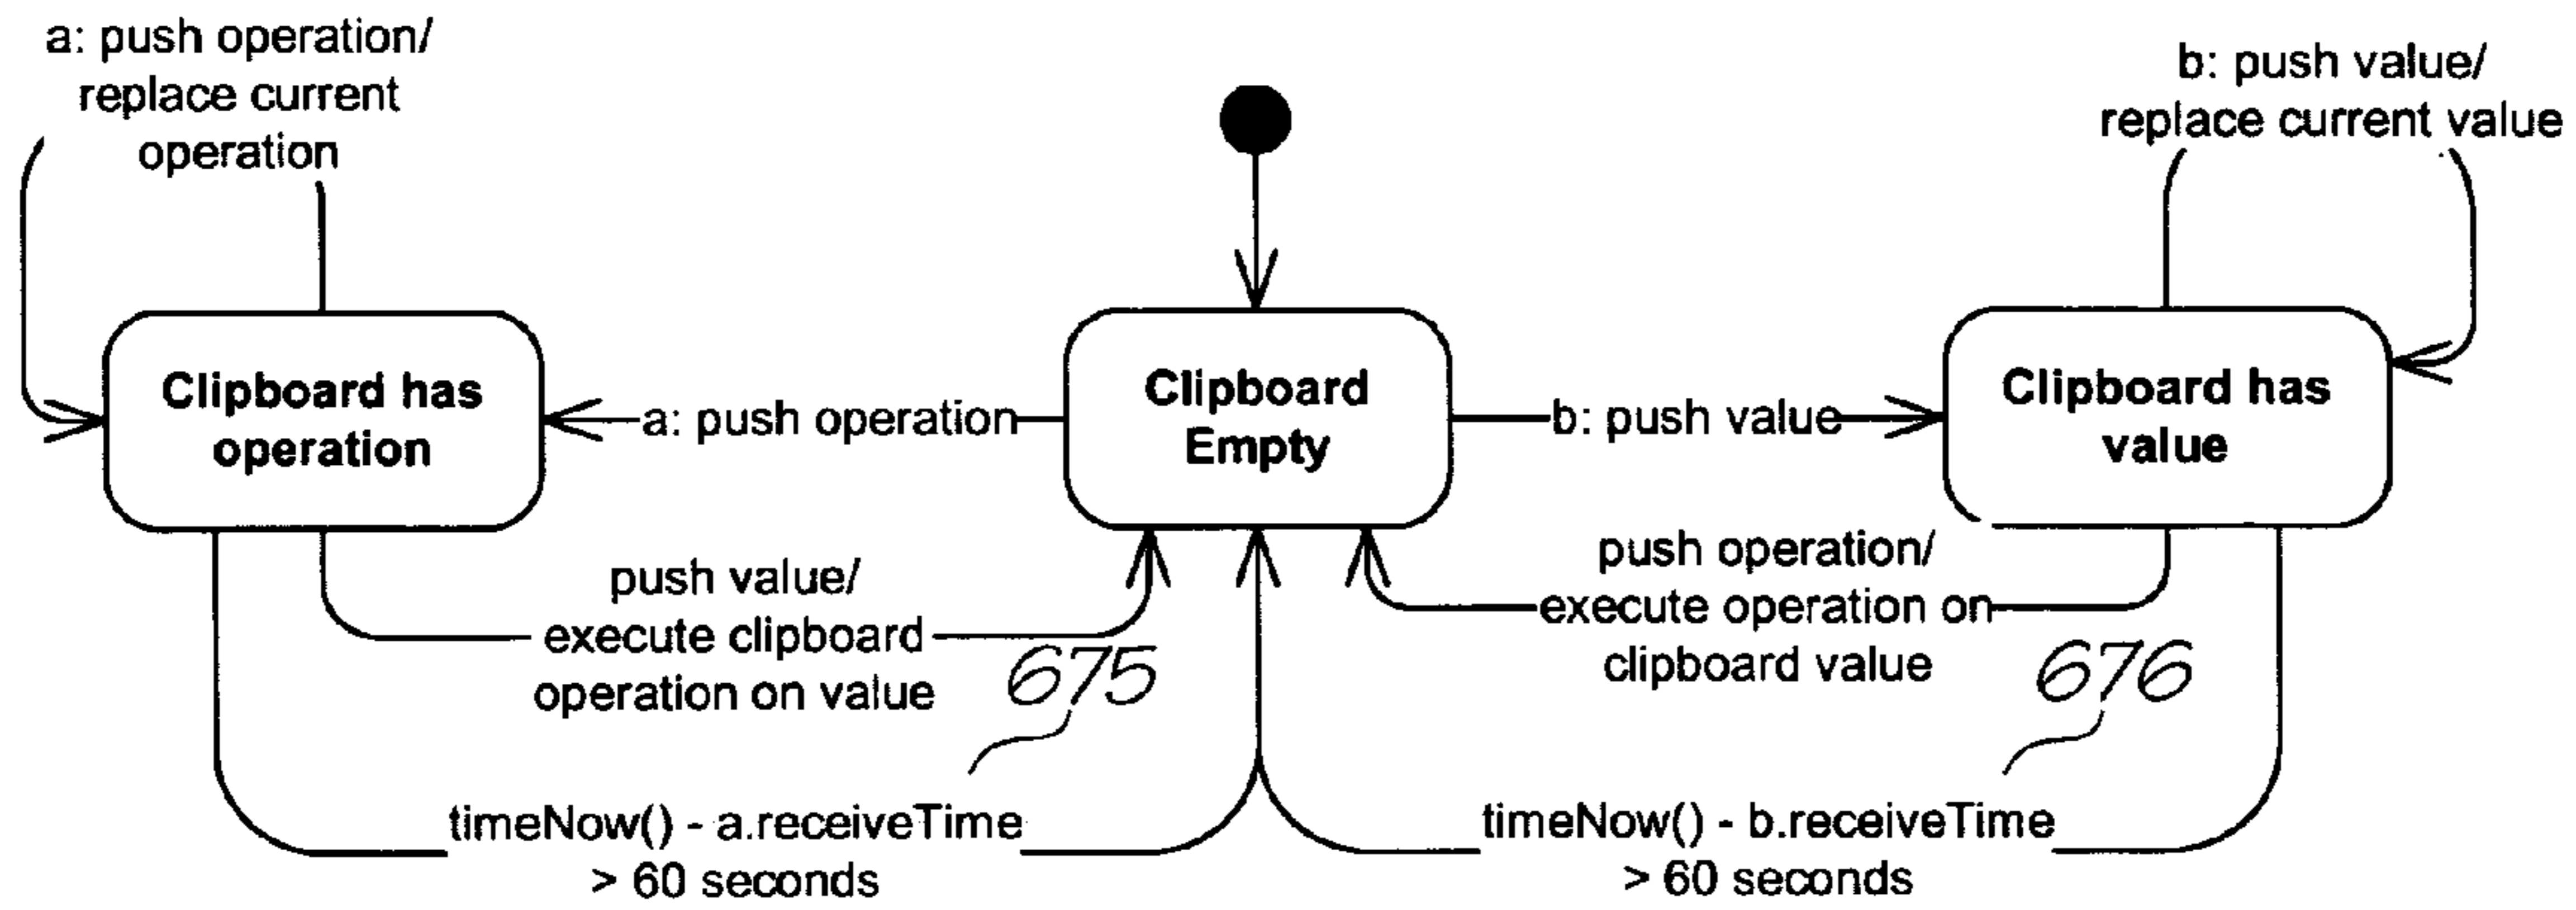 a: push operation/
replace current
operation
b: push value/
replace current value
Clipboard has
operation
a: push operation
Clipboard
Empty
b: push value
Clipboard has
value
push value/
execute clipboard
operation on value
675
push operation/
execute operation on
clipboard value
676
timeNow() - a.receiveTime
> 60 seconds
timeNow() - b.receiveTime
> 60 seconds